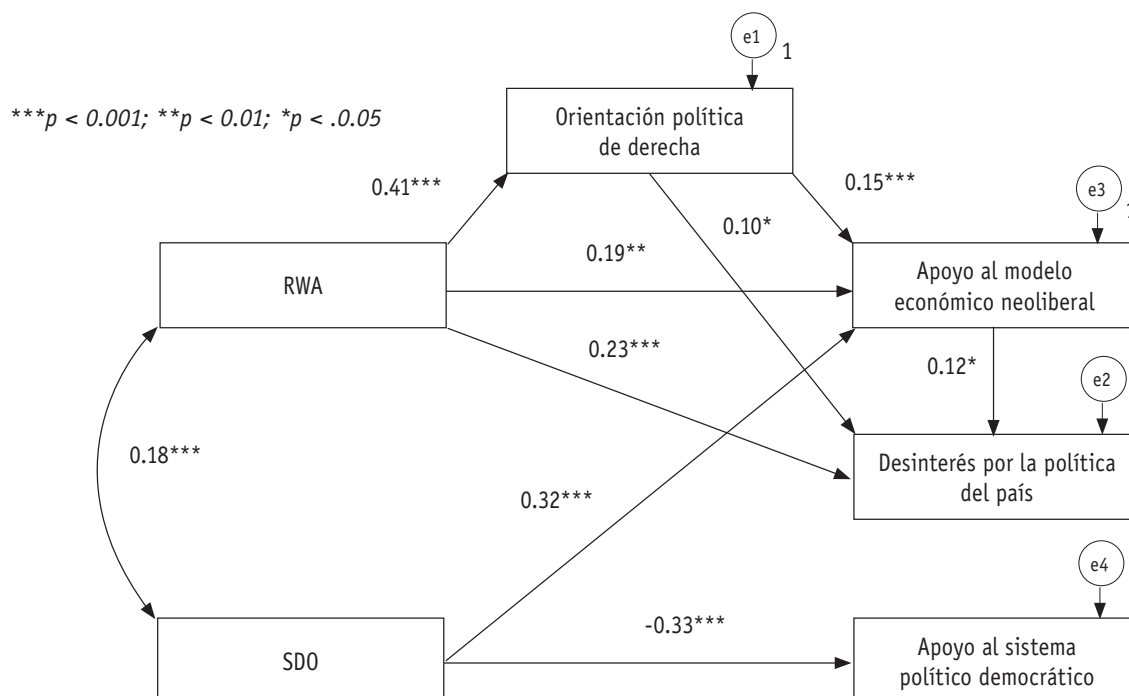 e1
1
***p < 0.001; **p < 0.01; *p < .0.05
Orientación política
de derecha
0.41***
0.15***
e3
1
0.10*
0.19**
RWA
Apoyo al modelo
económico neoliberal
0.23***
0.12*
e2
0.18***
Desinterés por la política
del país
0.32***
e4
-0.33***
SDO
Apoyo al sistema
político democrático